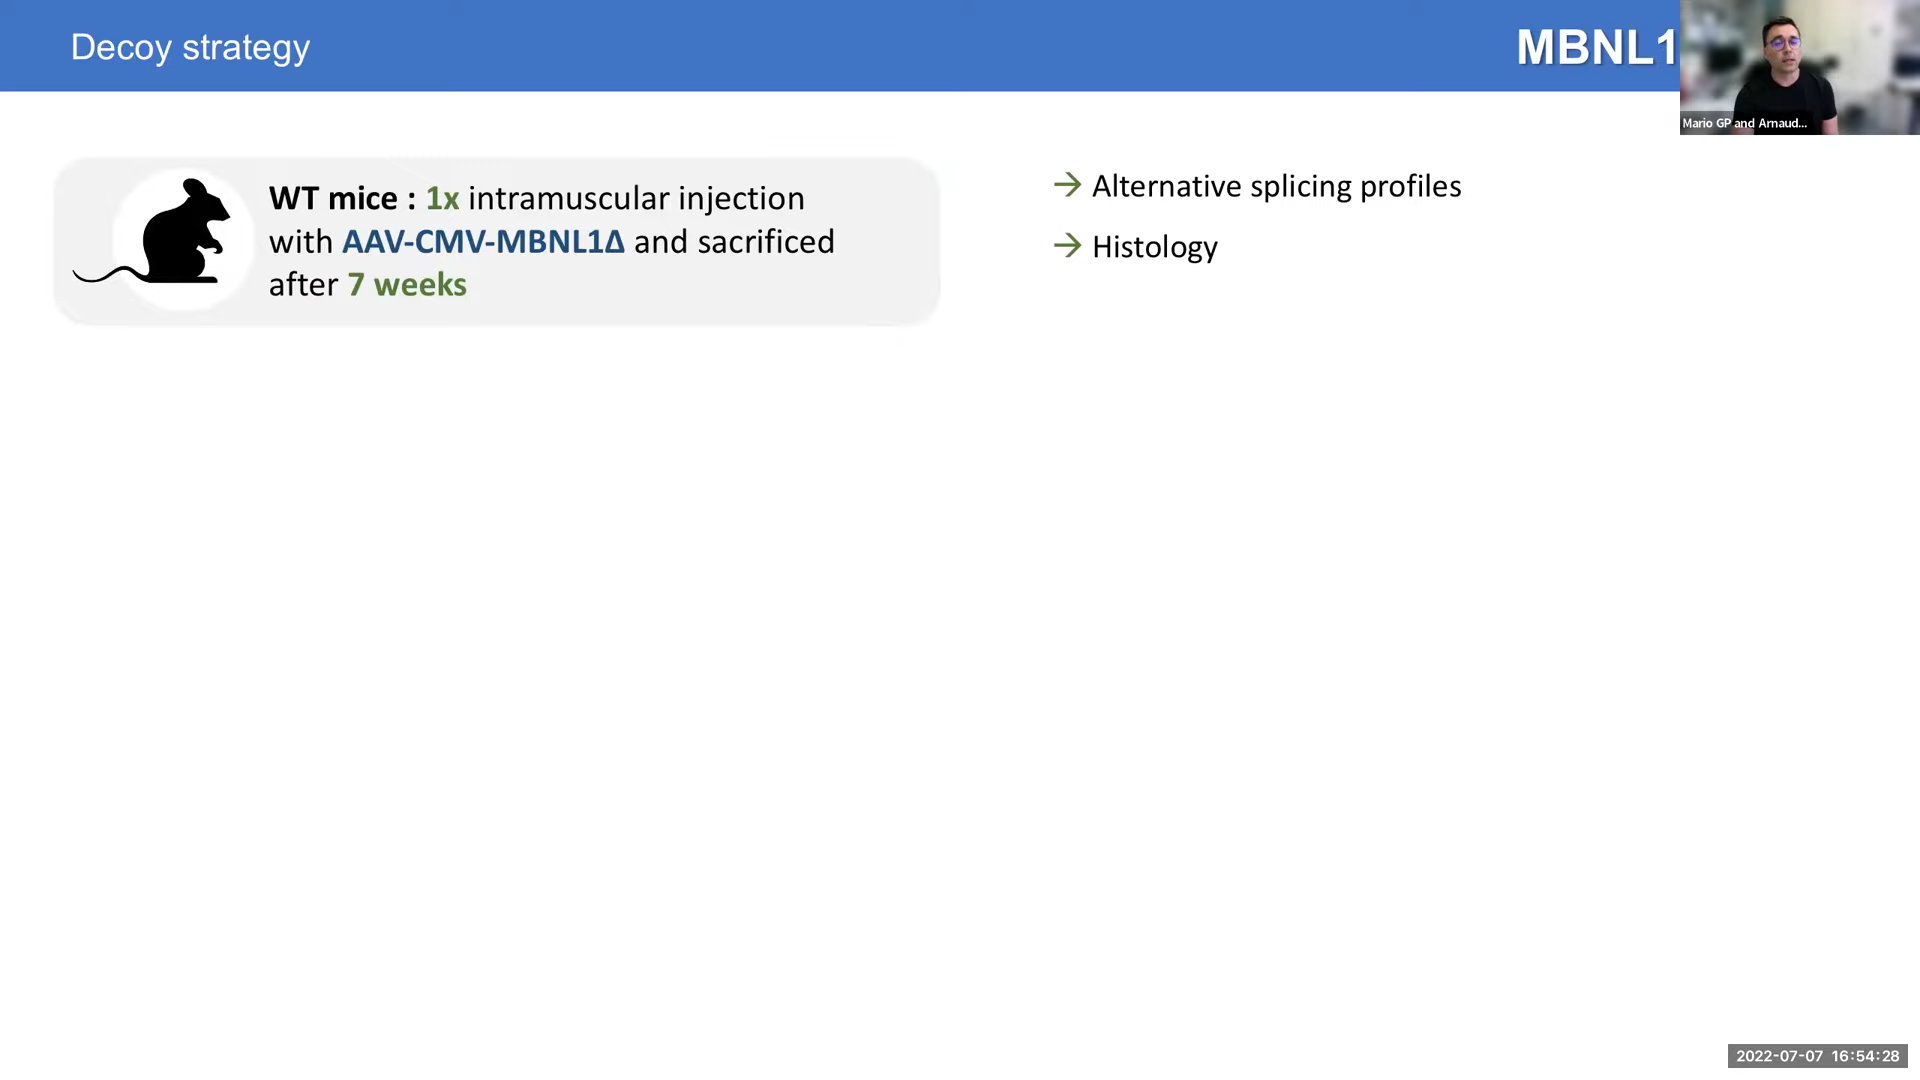 Decoy strategy
MBNL1
Mario GP and Arnaud...
WT mice : 1x intramuscular injection
with AAV-CMV-MBNL1Δ and sacrificed
after 7 weeks
→ Alternative splicing profiles
→ Histology
2022-07-07 16:54:28